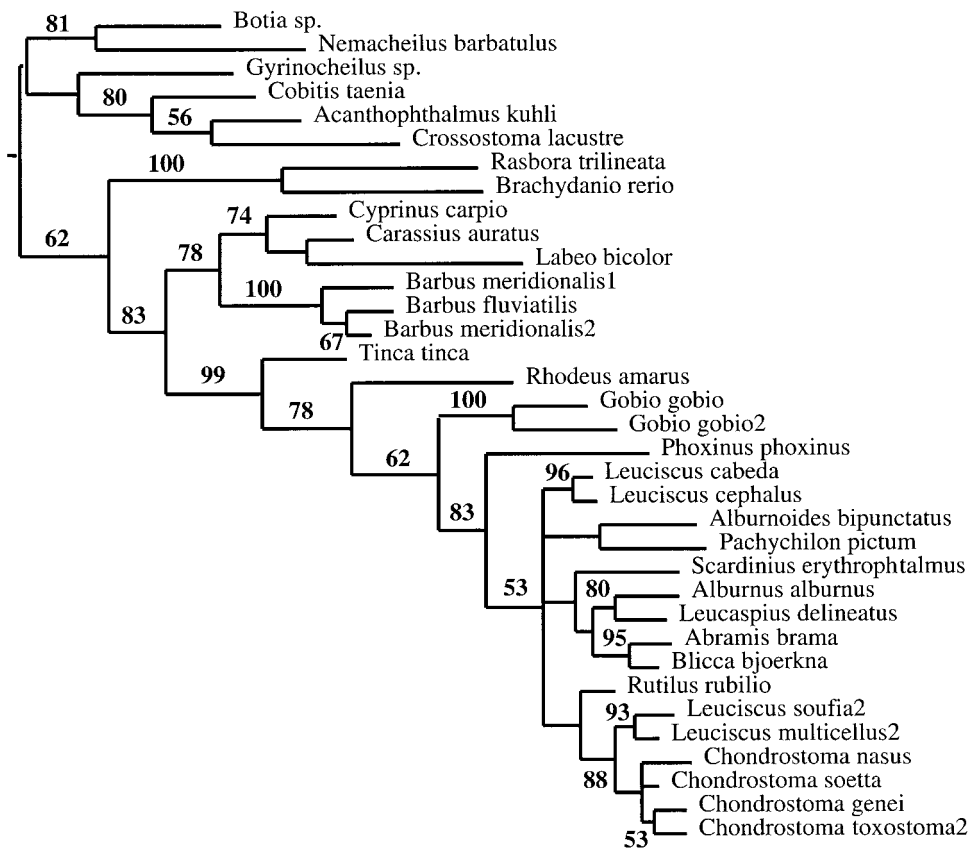 81
Botia sp.
Nemacheilus barbatulus
Gyrinocheilus sp.
80
Cobitis taenia
56
Acanthophthalmus kuhli
Crossostoma lacustre
100
Rasbora trilineata
Brachydanio rerio
62
74
Cyprinus carpio
Carassius auratus
78
Labeo bicolor
100
Barbus meridionalis1
Barbus fluviatilis
83
Barbus meridionalis2
67
Tinca tinca
99
Rhodeus amarus
78
100
Gobio gobio
Gobio gobio2
62
Phoxinus phoxinus
96
Leuciscus cabeda
Leuciscus cephalus
83
Alburnoides bipunctatus
Pachychilon pictum
Scardinius erythrophtalmus
53
80
Alburnus alburnus
Leucaspius delineatus
95
Abramis brama
Blicca bjoerkna
Rutilus rubilio
93
Leuciscus soufia2
Leuciscus multicellus2
Chondrostoma nasus
88
Chondrostoma soetta
Chondrostoma genei
Chondrostoma toxostoma2
53